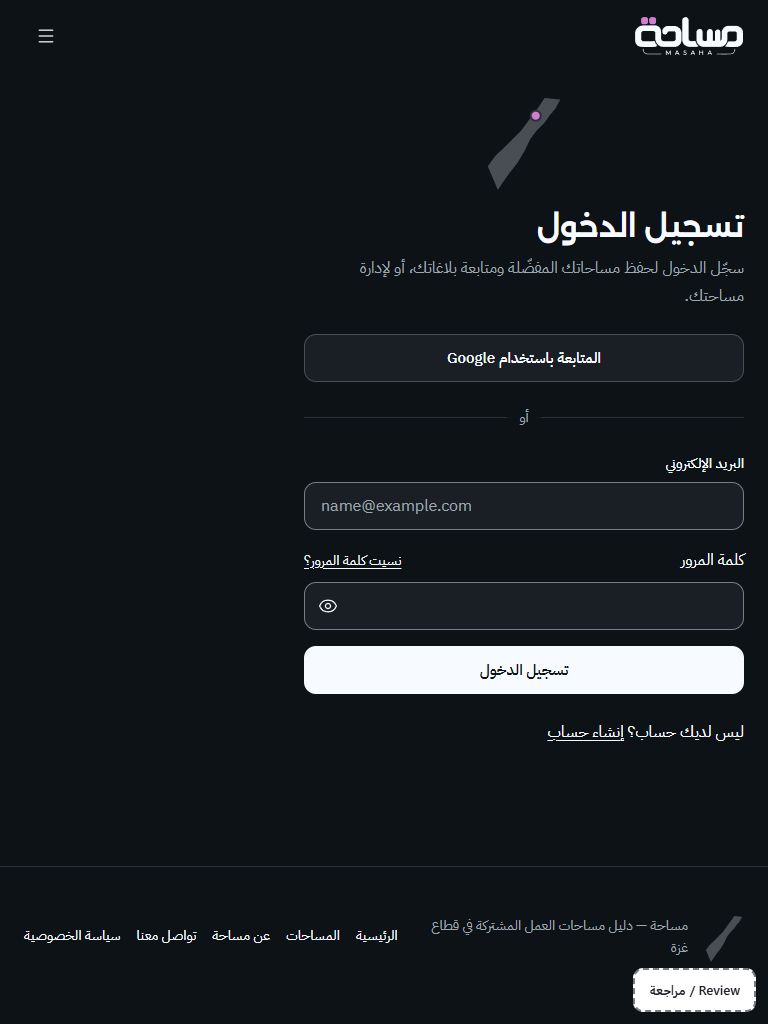 مساحة
MASAHA
تسجيل الدخول
سجّل الدخول لحفظ مساحاتك المفضّلة ومتابعة بلاغاتك، أو لإدارة
مساحتك.
المتابعة باستخدام Google
أو
البريد الإلكتروني
name@example.com
كلمة المرور
نسيت كلمة المرور؟
تسجيل الدخول
ليس لديك حساب؟ إنشاء حساب
مساحة — دليل مساحات العمل المشتركة في قطاع
غزة
الرئيسية
المساحات
عن مساحة
تواصل معنا
سياسة الخصوصية
مراجعة / Review